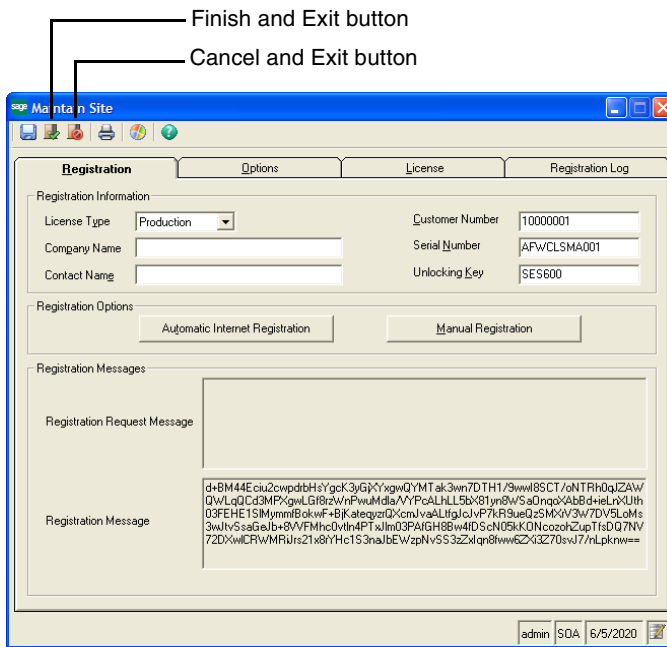 Finish and Exit button
Cancel and Exit button
sage Maintain Site
Registration Options License Registration Log
Registration Information
License Type Production Customer Number 10000001
Company Name Serial Number AFWCLSMA001
Contact Name Unlocking Key SES600
Registration Options
Automatic Internet Registration Manual Registration
Registration Messages
Registration Request Message
Registration Message
admin SOA 6/5/2020